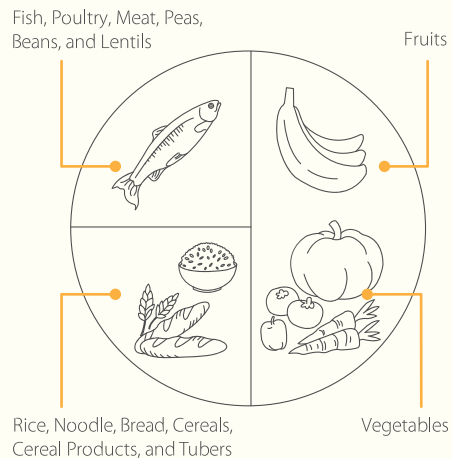 Fish, Poultry, Meat, Peas,
Beans, and Lentils
Fruits
Rice, Noodle, Bread, Cereals,
Cereal Products, and Tubers
Vegetables